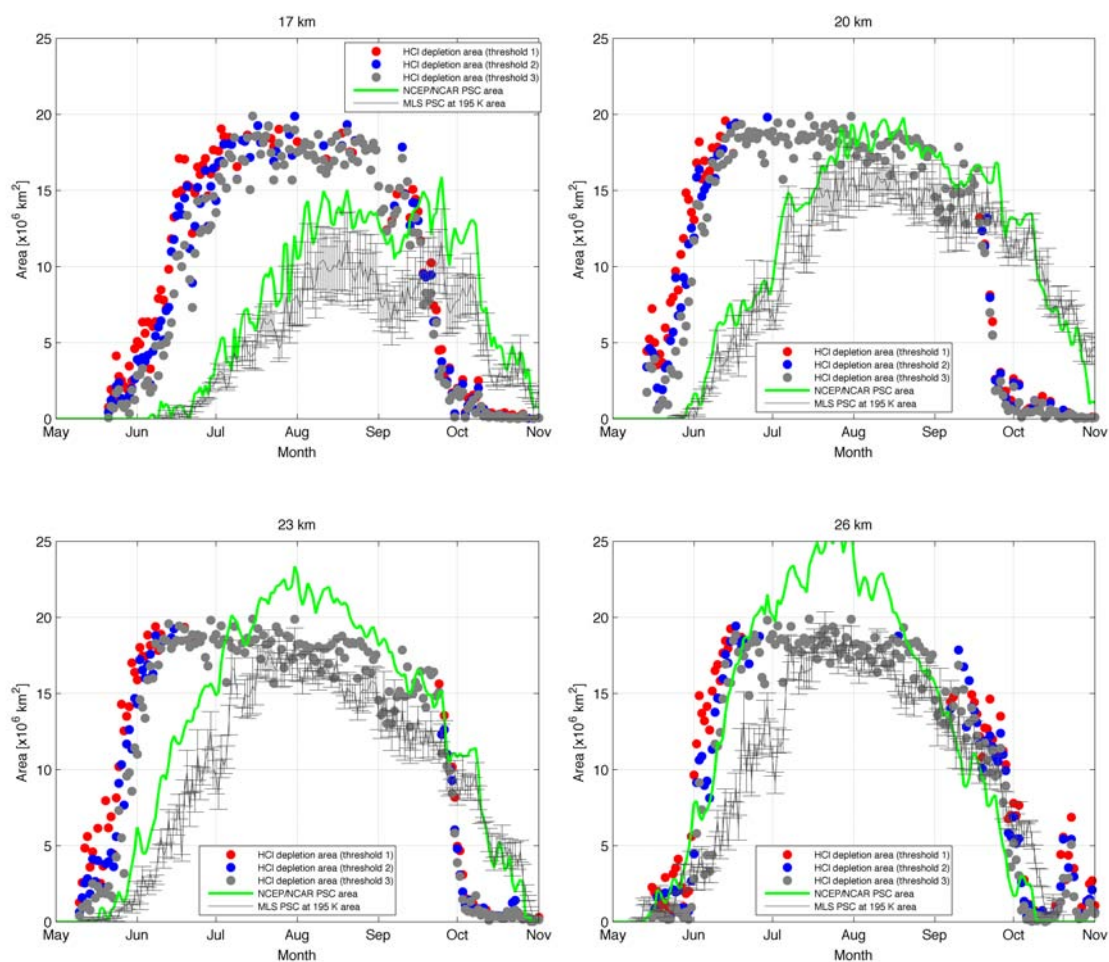 17 km
25
20
15
10
5
0
Area [x10⁶ km²]
HCl depletion area (threshold 1)
HCl depletion area (threshold 2)
HCl depletion area (threshold 3)
NCEP/NCAR PSC area
MLS PSC at 195 K area
May Jun Jul Aug Sep Oct Nov
Month
20 km
25
20
15
10
5
0
Area [x10⁶ km²]
HCl depletion area (threshold 1)
HCl depletion area (threshold 2)
HCl depletion area (threshold 3)
NCEP/NCAR PSC area
MLS PSC at 195 K area
May Jun Jul Aug Sep Oct Nov
Month
23 km
25
20
15
10
5
0
Area [x10⁶ km²]
HCl depletion area (threshold 1)
HCl depletion area (threshold 2)
HCl depletion area (threshold 3)
NCEP/NCAR PSC area
MLS PSC at 195 K area
May Jun Jul Aug Sep Oct Nov
Month
26 km
25
20
15
10
5
0
Area [x10⁶ km²]
HCl depletion area (threshold 1)
HCl depletion area (threshold 2)
HCl depletion area (threshold 3)
NCEP/NCAR PSC area
MLS PSC at 195 K area
May Jun Jul Aug Sep Oct Nov
Month